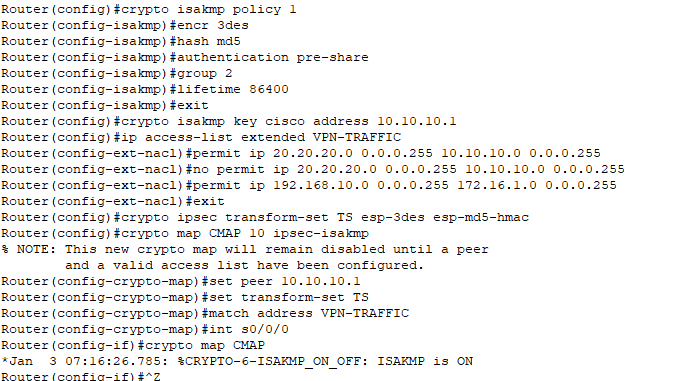 Router(config)#crypto isakmp policy 1
Router(config-isakmp)#encr 3des
Router(config-isakmp)#hash md5
Router(config-isakmp)#authentication pre-share
Router(config-isakmp)#group 2
Router(config-isakmp)#lifetime 86400
Router(config-isakmp)#exit
Router(config)#crypto isakmp key cisco address 10.10.10.1
Router(config)#ip access-list extended VPN-TRAFFIC
Router(config-ext-nacl)#permit ip 20.20.20.0 0.0.0.255 10.10.10.0 0.0.0.255
Router(config-ext-nacl)#no permit ip 20.20.20.0 0.0.0.255 10.10.10.0 0.0.0.255
Router(config-ext-nacl)#permit ip 192.168.10.0 0.0.0.255 172.16.1.0 0.0.0.255
Router(config-ext-nacl)#exit
Router(config)#crypto ipsec transform-set TS esp-3des esp-md5-hmac
Router(config)#crypto map CMAP 10 ipsec-isakmp
% NOTE: This new crypto map will remain disabled until a peer
        and a valid access list have been configured.
Router(config-crypto-map)#set peer 10.10.10.1
Router(config-crypto-map)#set transform-set TS
Router(config-crypto-map)#match address VPN-TRAFFIC
Router(config-crypto-map)#int s0/0/0
Router(config-if)#crypto map CMAP
*Jan  3 07:16:26.785: %CRYPTO-6-ISAKMP_ON_OFF: ISAKMP is ON
Router(config-if)#^Z